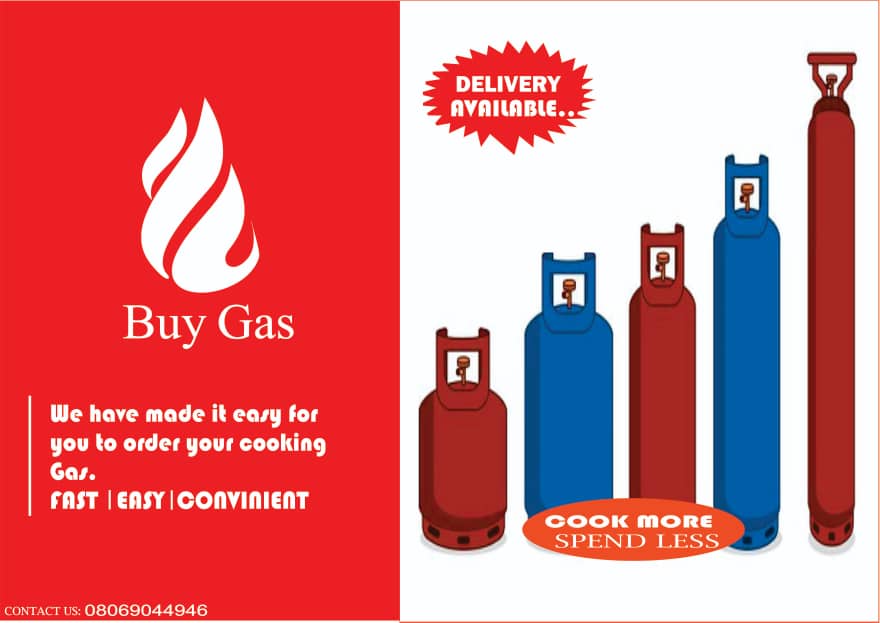 Buy Gas
We have made it easy for
you to order your cooking
Gas.
FAST | EASY | CONVINIENT
CONTACT US: 08069044946
DELIVERY
AVAILABLE..
COOK MORE
SPEND LESS